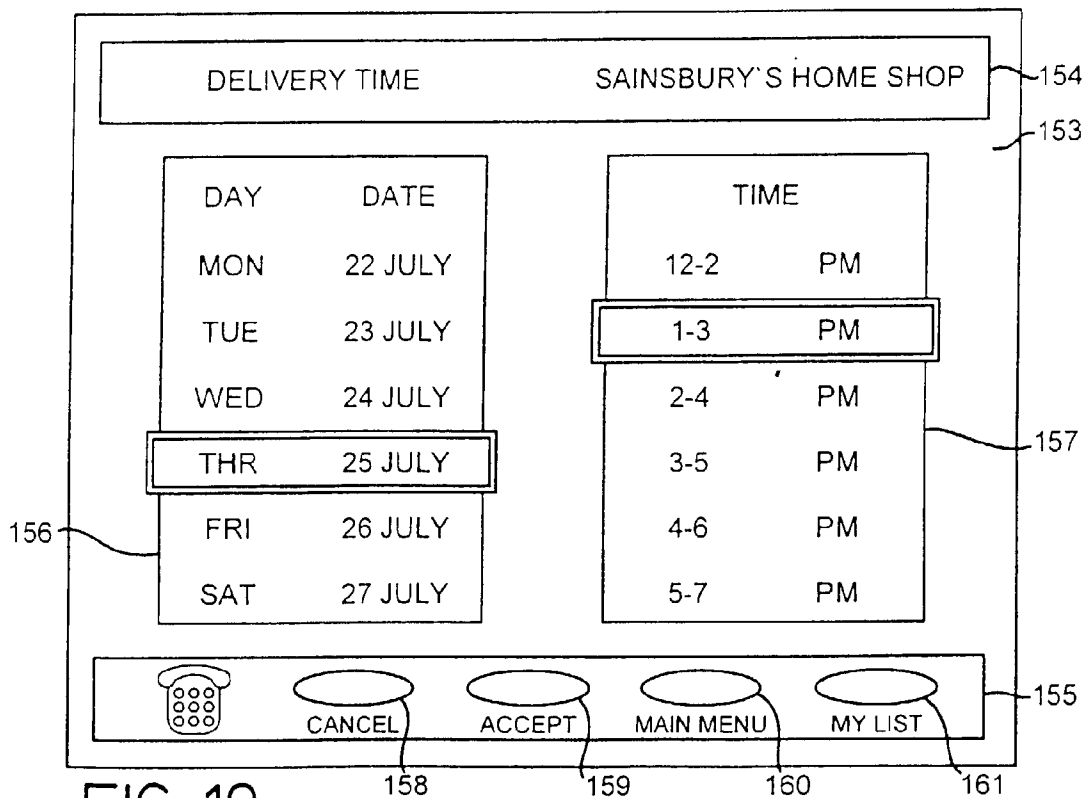 DELIVERY TIME SAINSBURY`S HOME SHOP
154
153
DAY DATE
MON 22 JULY
TUE 23 JULY
WED 24 JULY
THR 25 JULY
FRI 26 JULY
SAT 27 JULY
156
TIME
12-2 PM
1-3 PM
2-4 PM
3-5 PM
4-6 PM
5-7 PM
157
CANCEL ACCEPT MAIN MENU MY LIST
155
158 159 160 161